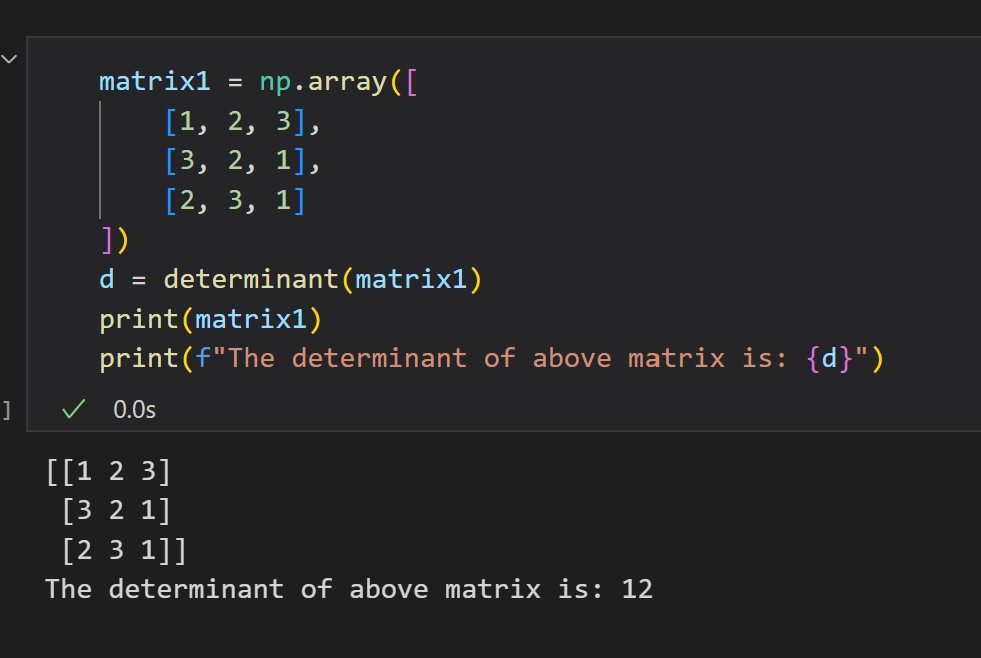 matrix1 = np.array([
    [1, 2, 3],
    [3, 2, 1],
    [2, 3, 1]
])
d = determinant(matrix1)
print(matrix1)
print(f"The determinant of above matrix is: {d}")
] 0.0s
[[1 2 3]
 [3 2 1]
 [2 3 1]]
The determinant of above matrix is: 12